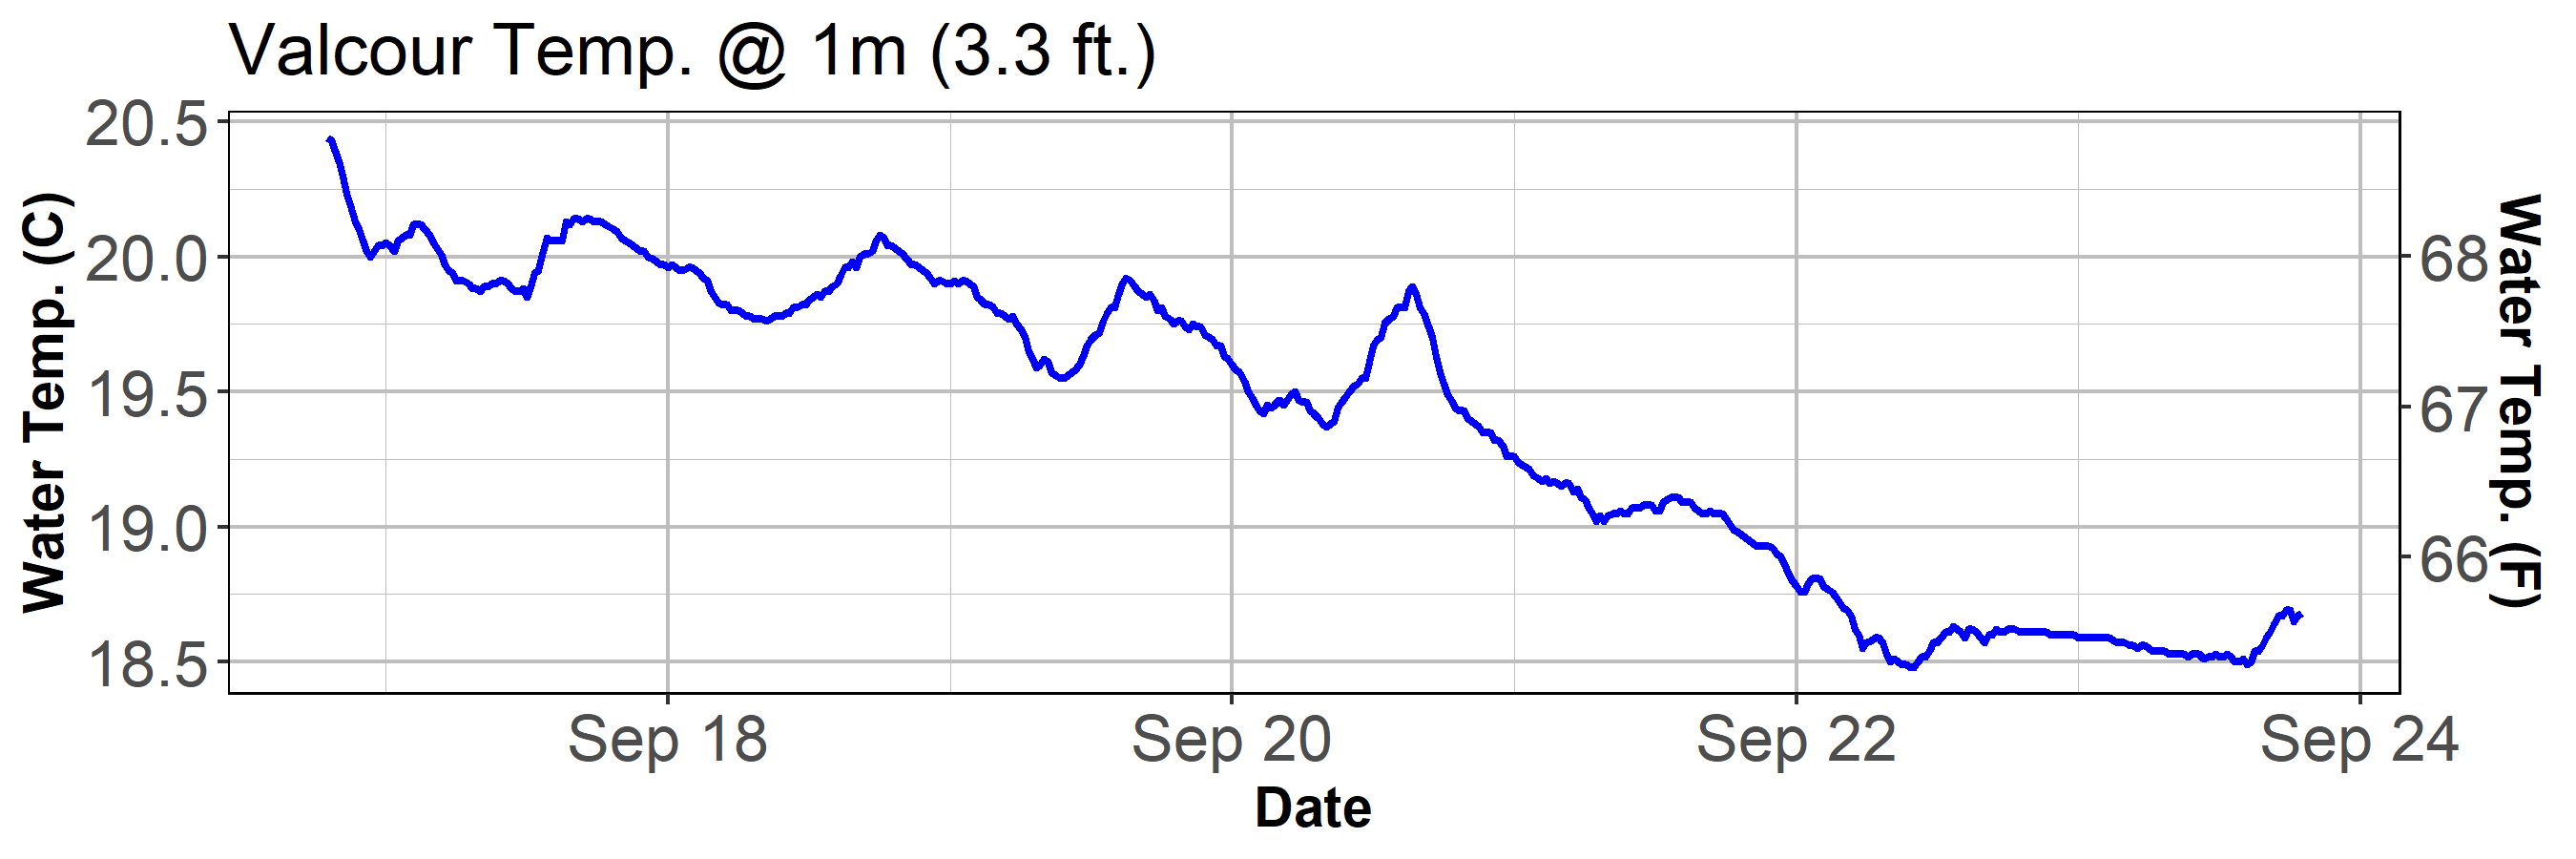 Valcour Temp. @ 1m (3.3 ft.)
Water Temp. (C)
20.5
20.0
19.5
19.0
18.5
68
67
66
Water Temp. (F)
Sep 18
Sep 20
Sep 22
Sep 24
Date